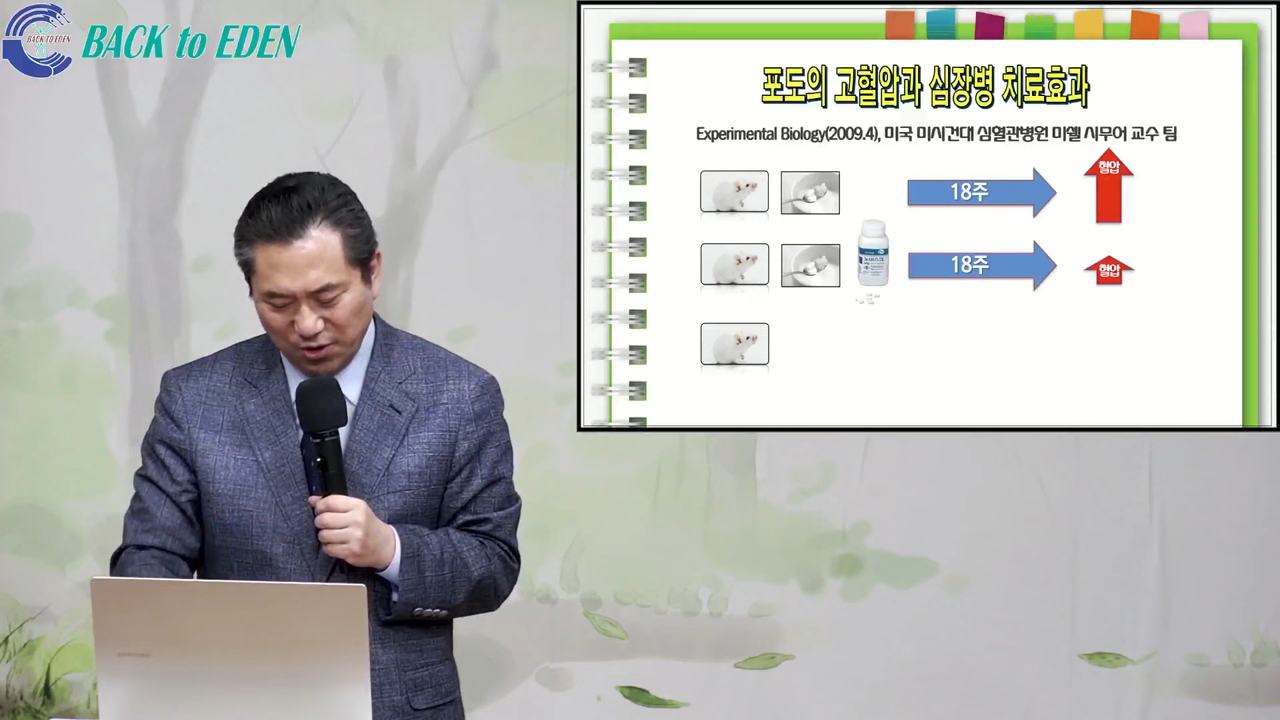 BACK TO EDEN
BACK to EDEN
포도의 고혈압과 심장병 치료효과
Experimental Biology(2009.4), 미국 미시건대 심혈관병원 미쉘 시무어 교수 팀
18주
혈압
18주
혈압